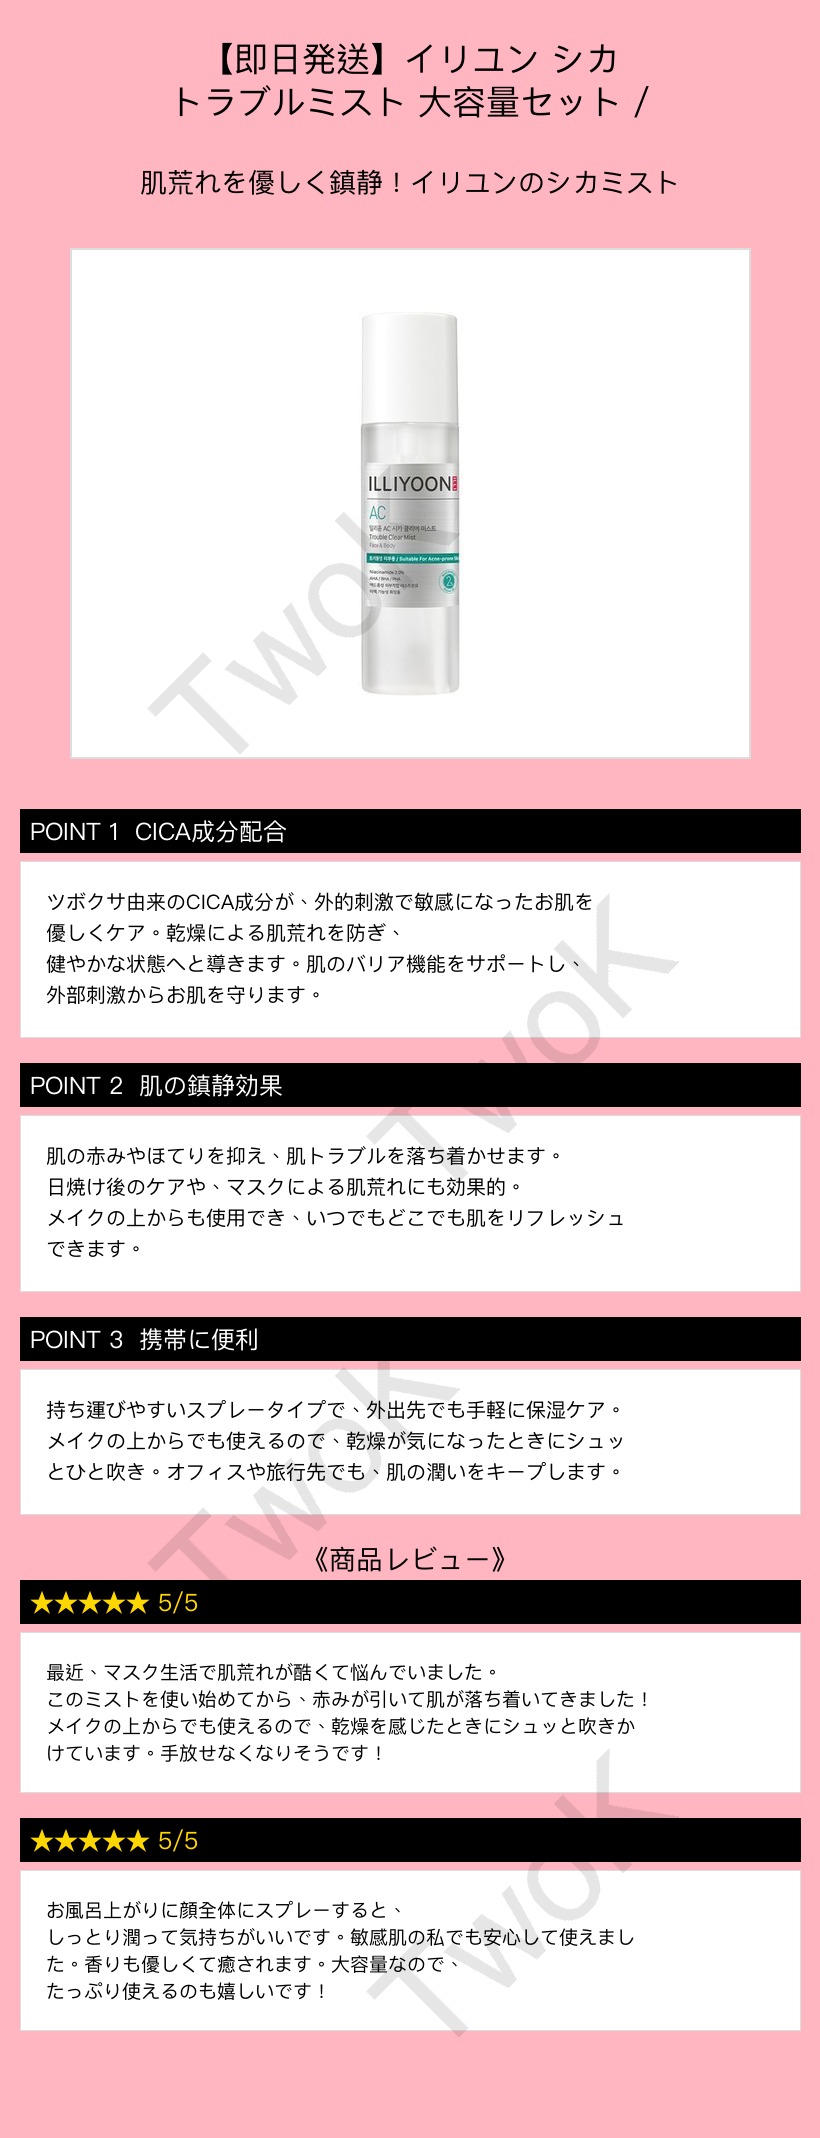 【即日発送】イリユン シカ
トラブルミスト 大容量セット /
肌荒れを優しく鎮静！イリユンのシカミスト
ILLIYOON
AC
일리윤 AC 시카 클리어 미스트
Trouble Clear Mist
Face & Body
트러블성 피부용 / Suitable For Acne-prone
Niacinamide 2.0%
AHA / BHA / PHA
TwoK
POINT 1 CICA成分配合
ツボクサ由来のCICA成分が、外的刺激で敏感になったお肌を
優しくケア。乾燥による肌荒れを防ぎ、
健やかな状態へと導きます。肌のバリア機能をサポートし、
外部刺激からお肌を守ります。
TwoK
POINT 2 肌の鎮静効果
肌の赤みやほてりを抑え、肌トラブルを落ち着かせます。
日焼け後のケアや、マスクによる肌荒れにも効果的。
メイクの上からも使用でき、いつでもどこでも肌をリフレッシュ
できます。
POINT 3 携帯に便利
持ち運びやすいスプレータイプで、外出先でも手軽に保湿ケア。
メイクの上からでも使えるので、乾燥が気になったときにシュッ
とひと吹き。オフィスや旅行先でも、肌の潤いをキープします。
TwoK
《商品レビュー》
★★★★★ 5/5
最近、マスク生活で肌荒れが酷くて悩んでいました。
このミストを使い始めてから、赤みが引いて肌が落ち着いてきました！
メイクの上からでも使えるので、乾燥を感じたときにシュッと吹きか
けています。手放せなくなりそうです！
★★★★★ 5/5
お風呂上がりに顔全体にスプレーすると、
しっとり潤って気持ちがいいです。敏感肌の私でも安心して使えまし
た。香りも優しくて癒されます。大容量なので、
たっぷり使えるのも嬉しいです！
TwoK